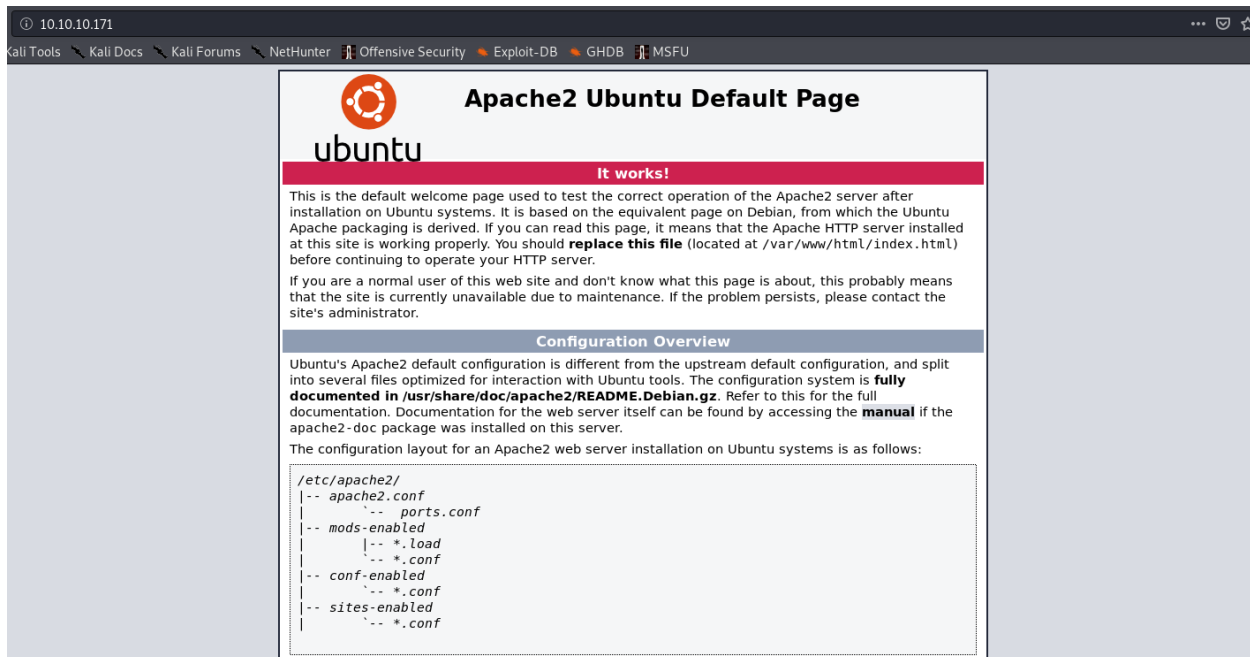 10.10.10.171
Kali Tools Kali Docs Kali Forums NetHunter Offensive Security Exploit-DB GHDB MSFU
Apache2 Ubuntu Default Page
ubuntu
It works!
This is the default welcome page used to test the correct operation of the Apache2 server after
installation on Ubuntu systems. It is based on the equivalent page on Debian, from which the Ubuntu
Apache packaging is derived. If you can read this page, it means that the Apache HTTP server installed
at this site is working properly. You should replace this file (located at /var/www/html/index.html)
before continuing to operate your HTTP server.
If you are a normal user of this web site and don't know what this page is about, this probably means
that the site is currently unavailable due to maintenance. If the problem persists, please contact the
site's administrator.
Configuration Overview
Ubuntu's Apache2 default configuration is different from the upstream default configuration, and split
into several files optimized for interaction with Ubuntu tools. The configuration system is fully
documented in /usr/share/doc/apache2/README.Debian.gz. Refer to this for the full
documentation. Documentation for the web server itself can be found by accessing the manual if the
apache2-doc package was installed on this server.
The configuration layout for an Apache2 web server installation on Ubuntu systems is as follows:
/etc/apache2/
|-- apache2.conf
|       `--  ports.conf
|-- mods-enabled
|       |-- *.load
|       `-- *.conf
|-- conf-enabled
|       `-- *.conf
|-- sites-enabled
|       `-- *.conf